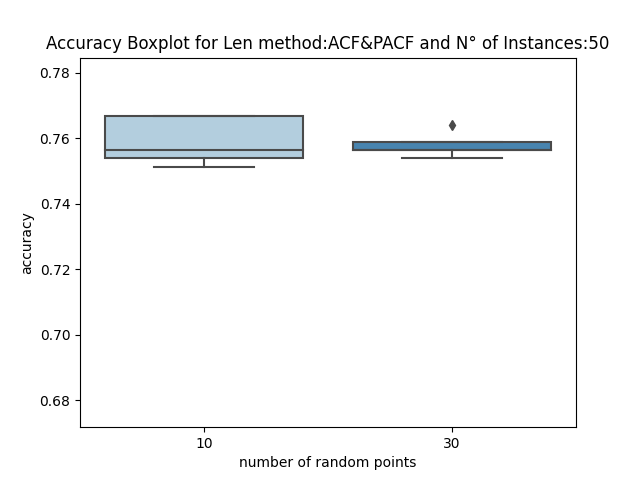 Accuracy Boxplot for Len method:ACF&PACF and N° of Instances:50
0.78
0.76
0.74
0.72
0.70
0.68
accuracy
10
30
number of random points